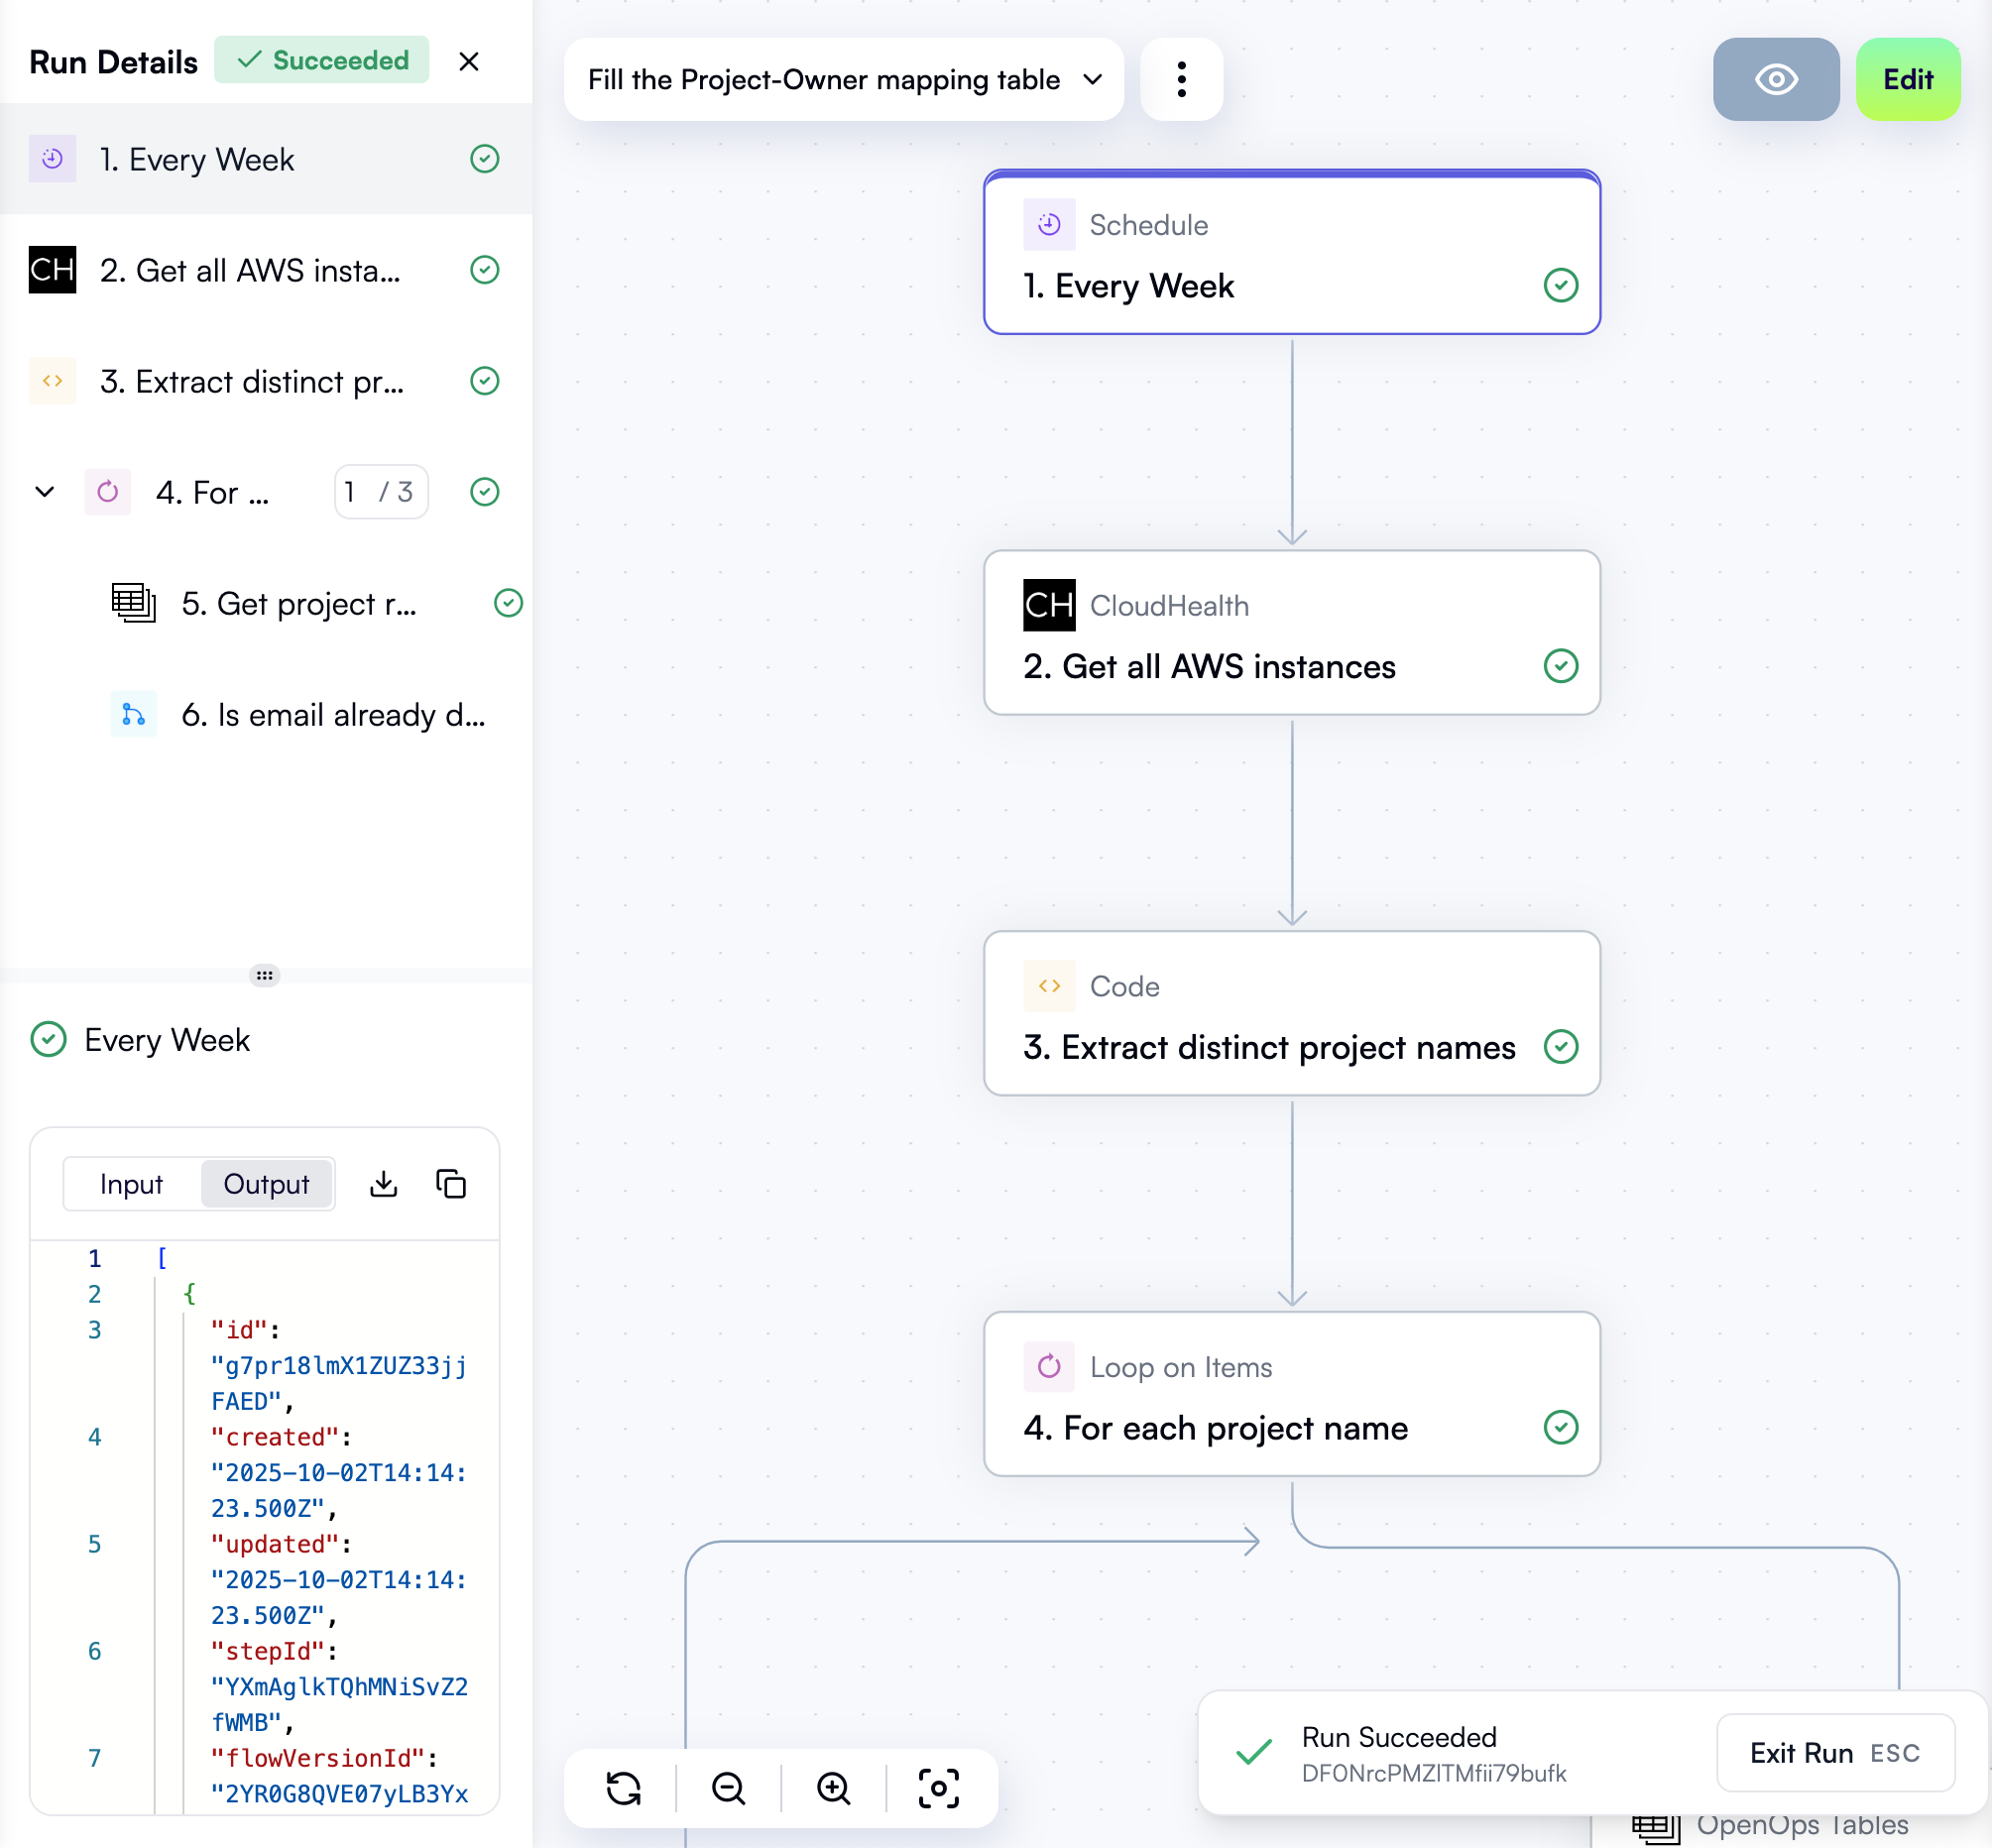 Run Details
Succeeded
1. Every Week
CH
2. Get all AWS insta...
3. Extract distinct pr...
4. For ...
1 / 3
5. Get project r...
6. Is email already d...
Every Week
Input
Output
1 [
2 {
3 "id":
"g7pr18lmX1ZUZ33jj
FAED",
4 "created":
"2025-10-02T14:14:
23.500Z",
5 "updated":
"2025-10-02T14:14:
23.500Z",
6 "stepId":
"YXmAglkTQhMNiSvZ2
fWMB",
7 "flowVersionId":
"2YR0G8QVE07yLB3Yx
Fill the Project-Owner mapping table
Edit
Schedule
1. Every Week
CH CloudHealth
2. Get all AWS instances
Code
3. Extract distinct project names
Loop on Items
4. For each project name
Run Succeeded
DF0NrcPMZlTMfii79bufk
Exit Run ESC
OpenOps Tables